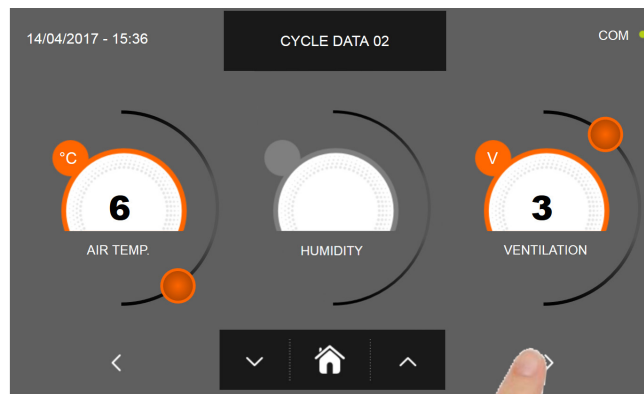 14/04/2017 - 15:36
CYCLE DATA 02
COM
°C
V
6
3
AIR TEMP.
HUMIDITY
VENTILATION